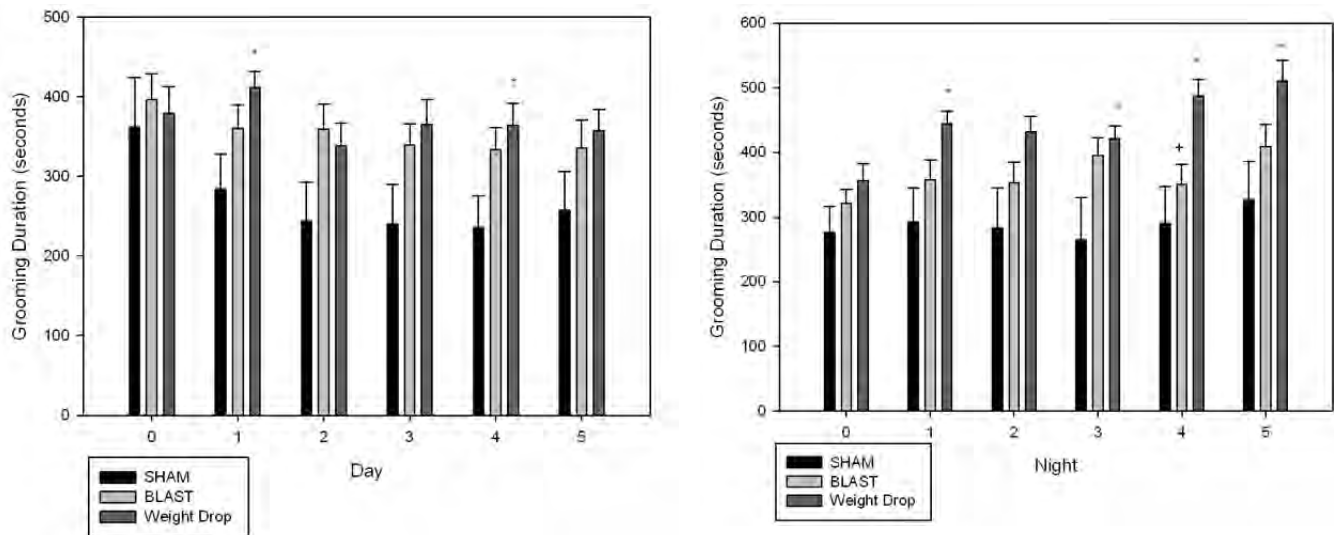 500
400
300
200
100
0
Grooming Duration (seconds)
*
*
0 1 2 3 4 5
Day
SHAM
BLAST
Weight Drop
600
500
400
300
200
100
0
Grooming Duration (seconds)
*
*
+
*
0 1 2 3 4 5
Night
SHAM
BLAST
Weight Drop